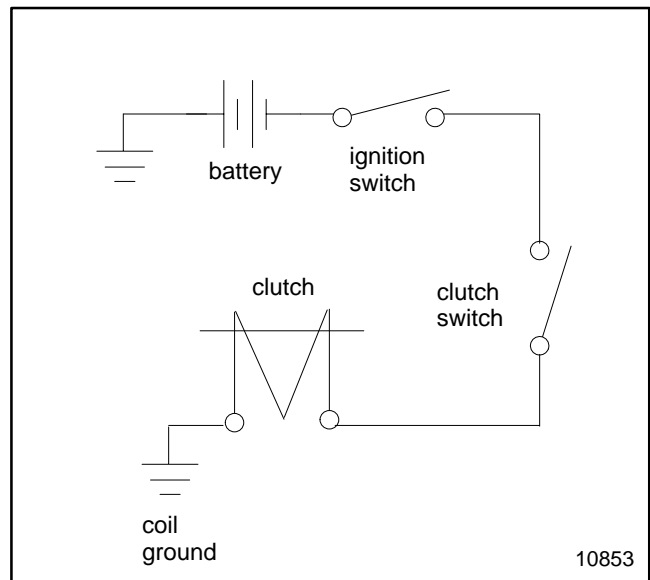 battery
ignition
switch
clutch
clutch
switch
coil
ground
10853